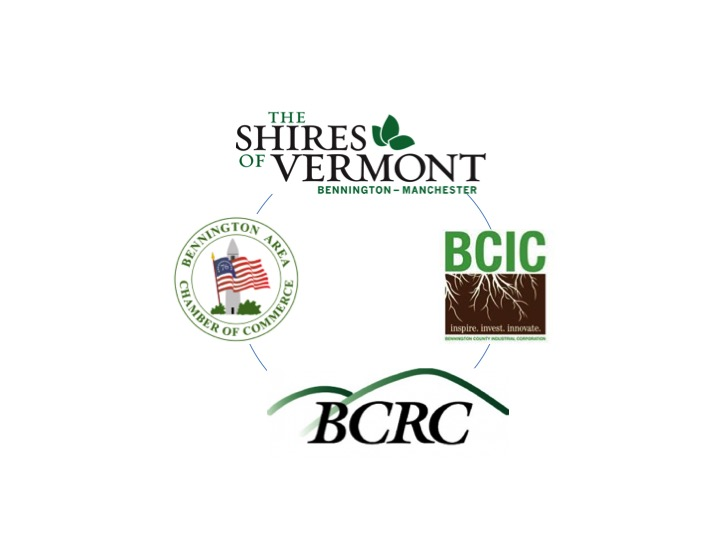 THE
SHIRES
OF VERMONT
BENNINGTON – MANCHESTER
BENNINGTON AREA
CHAMBER OF COMMERCE
76
BCIC
inspire. invest. innovate.
BENNINGTON COUNTY INDUSTRIAL CORPORATION
BCRC